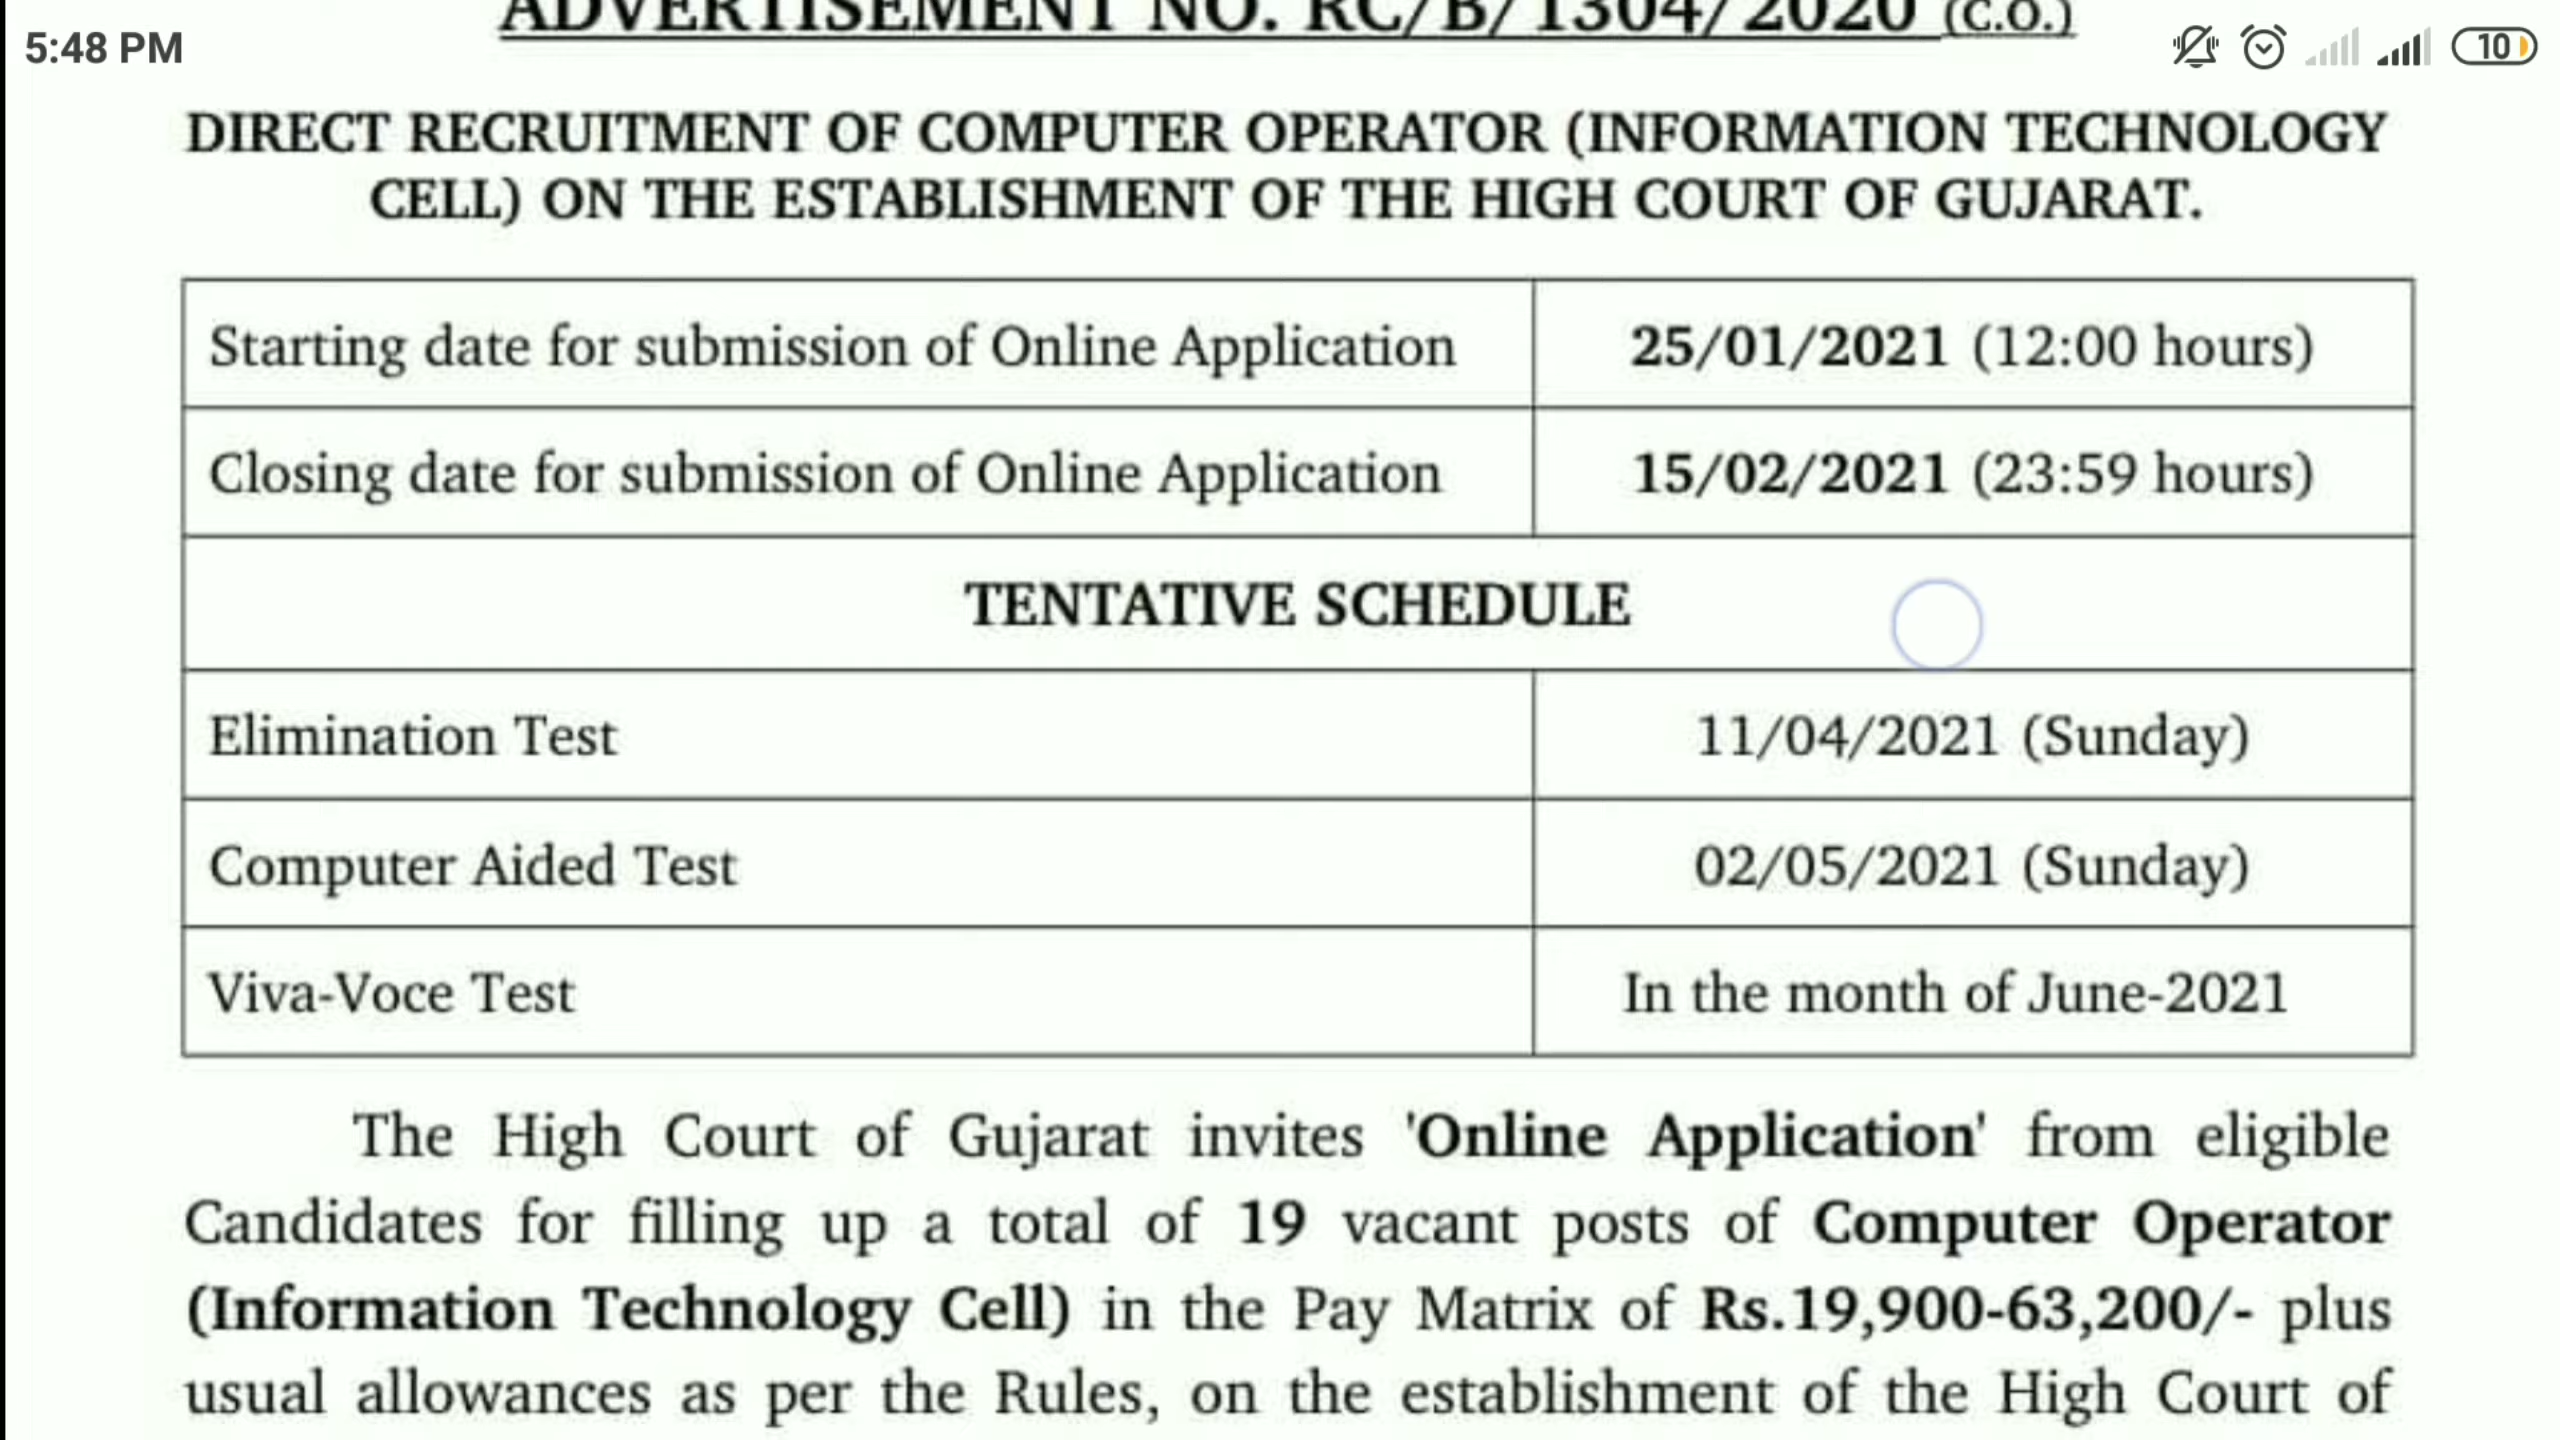 ADVERTISEMENT NO. RC/B/1304/2020 (C.O.)
5:48 PM
10
DIRECT RECRUITMENT OF COMPUTER OPERATOR (INFORMATION TECHNOLOGY
CELL) ON THE ESTABLISHMENT OF THE HIGH COURT OF GUJARAT.
Starting date for submission of Online Application 25/01/2021 (12:00 hours)
Closing date for submission of Online Application 15/02/2021 (23:59 hours)
TENTATIVE SCHEDULE
Elimination Test 11/04/2021 (Sunday)
Computer Aided Test 02/05/2021 (Sunday)
Viva-Voce Test In the month of June-2021
The High Court of Gujarat invites 'Online Application' from eligible
Candidates for filling up a total of 19 vacant posts of Computer Operator
(Information Technology Cell) in the Pay Matrix of Rs.19,900-63,200/- plus
usual allowances as per the Rules, on the establishment of the High Court of